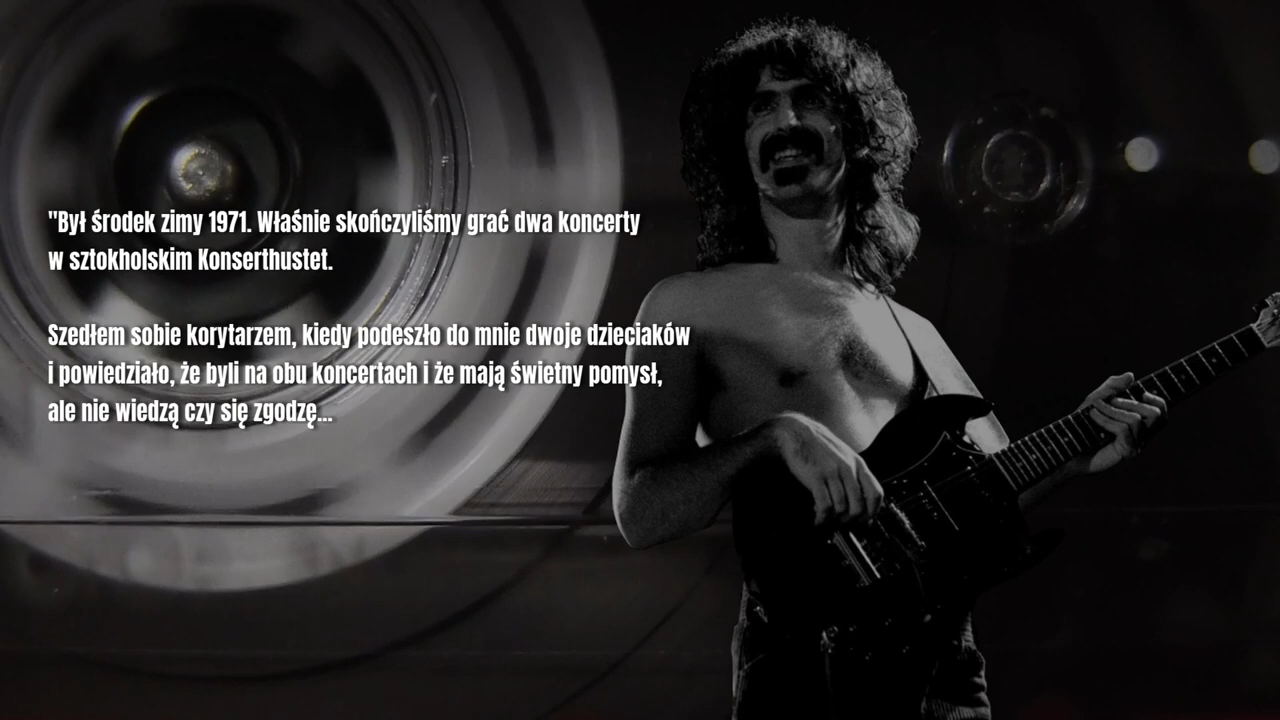 "Był środek zimy 1971. Właśnie skończyliśmy grać dwa koncerty
w sztokholskim Konserthustet.
Szedłem sobie korytarzem, kiedy podeszło do mnie dwoje dzieciaków
i powiedziało, że byli na obu koncertach i że mają świetny pomysł,
ale nie wiedzą czy się zgodzę...